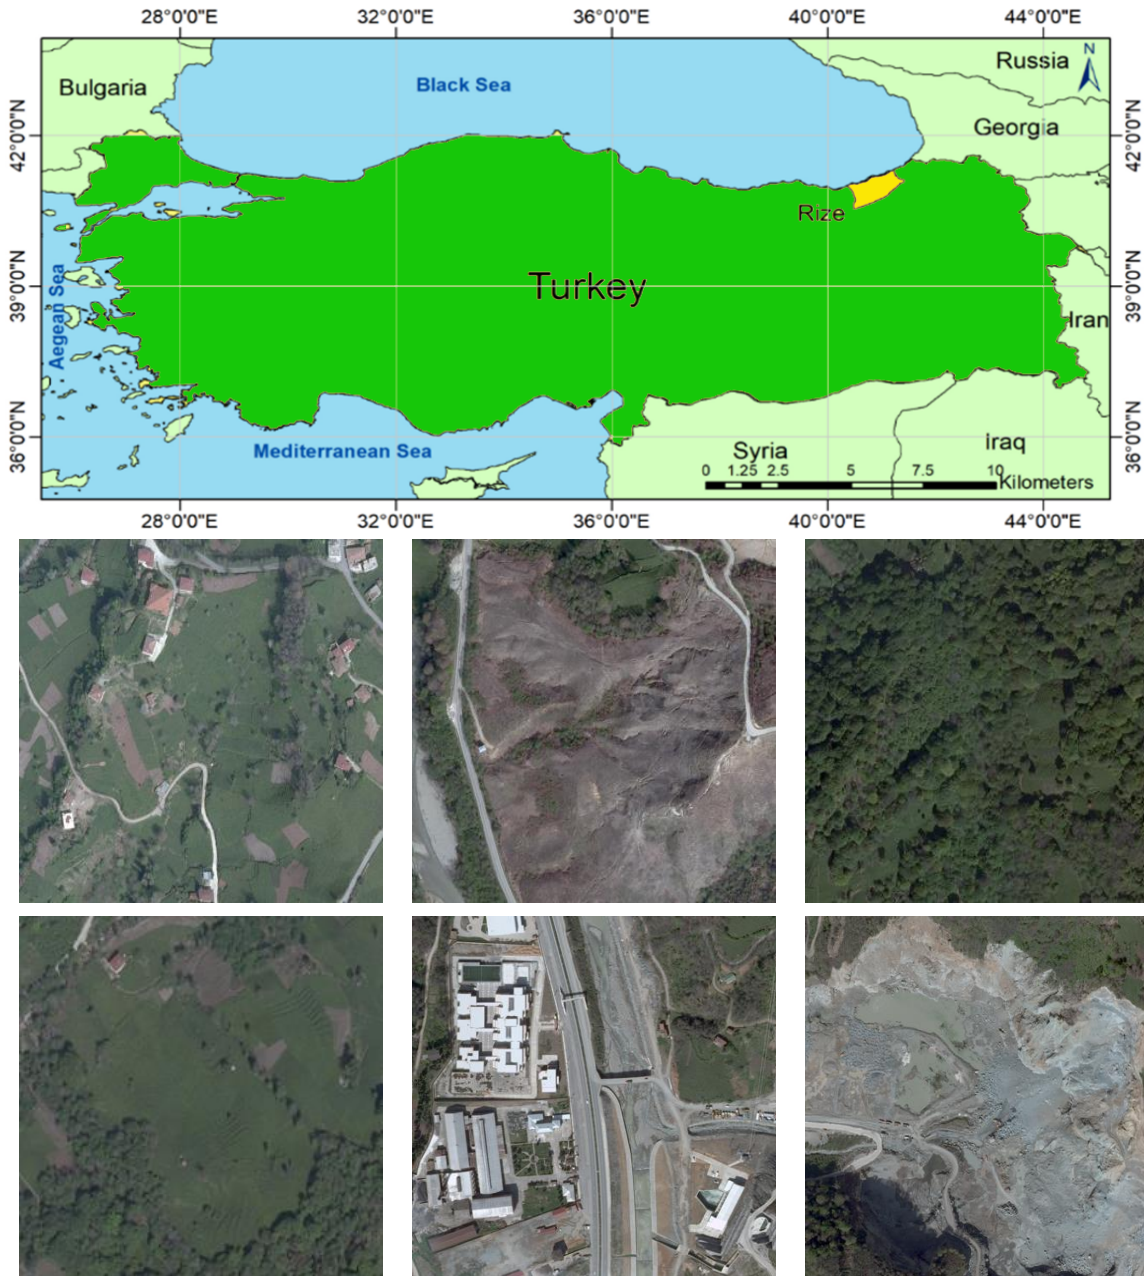 28°0'0"E 32°0'0"E 36°0'0"E 40°0'0"E 44°0'0"E
Bulgaria
Black Sea
Russia
N
Georgia
42°0'0"N
42°0'0"N
Rize
Turkey
39°0'0"N
39°0'0"N
Aegean Sea
Iran
36°0'0"N
36°0'0"N
Mediterranean Sea
Syria
iraq
0 1.25 2.5 5 7.5 10
Kilometers
28°0'0"E 32°0'0"E 36°0'0"E 40°0'0"E 44°0'0"E